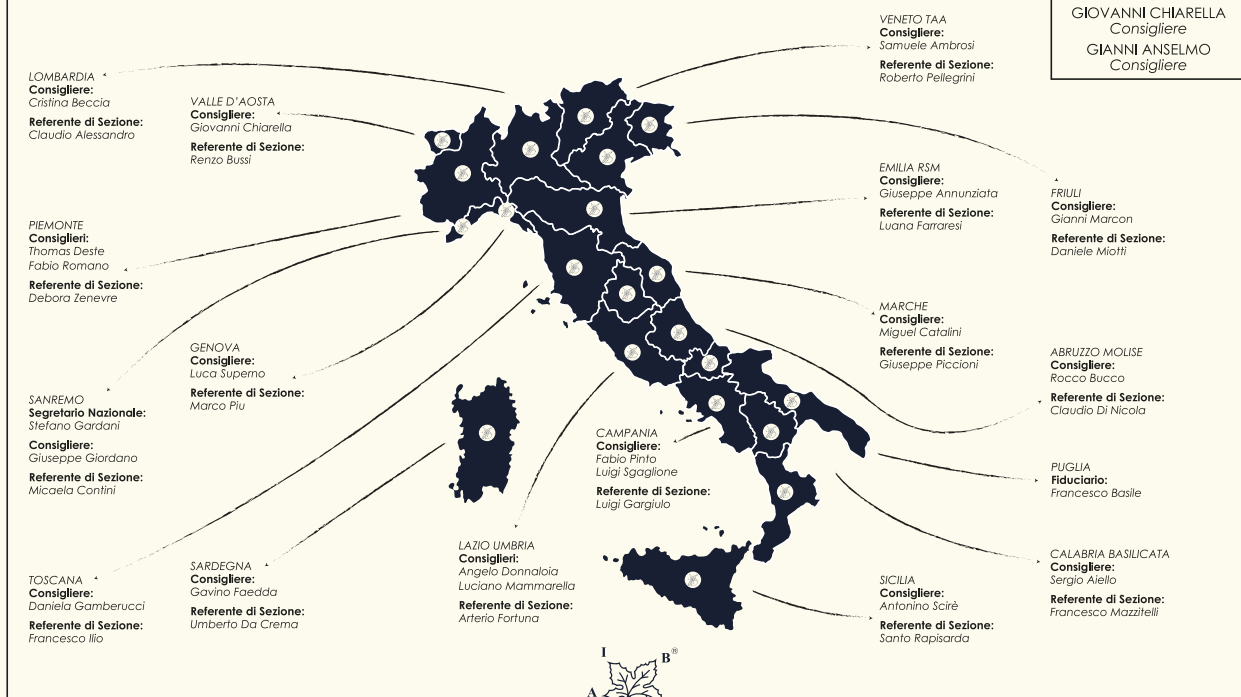 GIOVANNI CHIARELLA
Consigliere
GIANNI ANSELMO
Consigliere
VENETO TAA
Consigliere:
Samuele Ambrosi
Referente di Sezione:
Roberto Pellegrini
LOMBARDIA
Consigliere:
Cristina Beccia
Referente di Sezione:
Claudio Alessandro
VALLE D'AOSTA
Consigliere:
Giovanni Chiarella
Referente di Sezione:
Renzo Bussi
EMILIA RSM
Consigliere:
Giuseppe Annunziata
Referente di Sezione:
Luana Farraresi
FRIULI
Consigliere:
Gianni Marcon
Referente di Sezione:
Daniele Miotti
PIEMONTE
Consiglieri:
Thomas Deste
Fabio Romano
Referente di Sezione:
Debora Zenevre
MARCHE
Consigliere:
Miguel Catalini
Referente di Sezione:
Giuseppe Piccioni
GENOVA
Consigliere:
Luca Superno
Referente di Sezione:
Marco Piu
ABRUZZO MOLISE
Consigliere:
Rocco Bucco
Referente di Sezione:
Claudio Di Nicola
SANREMO
Segretario Nazionale:
Stefano Gardani
Consigliere:
Giuseppe Giordano
Referente di Sezione:
Micaela Contini
CAMPANIA
Consigliere:
Fabio Pinto
Luigi Sgaglione
Referente di Sezione:
Luigi Gargiulo
PUGLIA
Fiduciario:
Francesco Basile
TOSCANA
Consigliere:
Daniela Gamberucci
Referente di Sezione:
Francesco Ilio
SARDEGNA
Consigliere:
Gavino Faedda
Referente di Sezione:
Umberto Da Crema
LAZIO UMBRIA
Consiglieri:
Angelo Donnaloia
Luciano Mammarella
Referente di Sezione:
Arterio Fortuna
SICILIA
Consigliere:
Antonino Scirè
Referente di Sezione:
Santo Rapisarda
CALABRIA BASILICATA
Consigliere:
Sergio Aiello
Referente di Sezione:
Francesco Mazzitelli
I B®
A